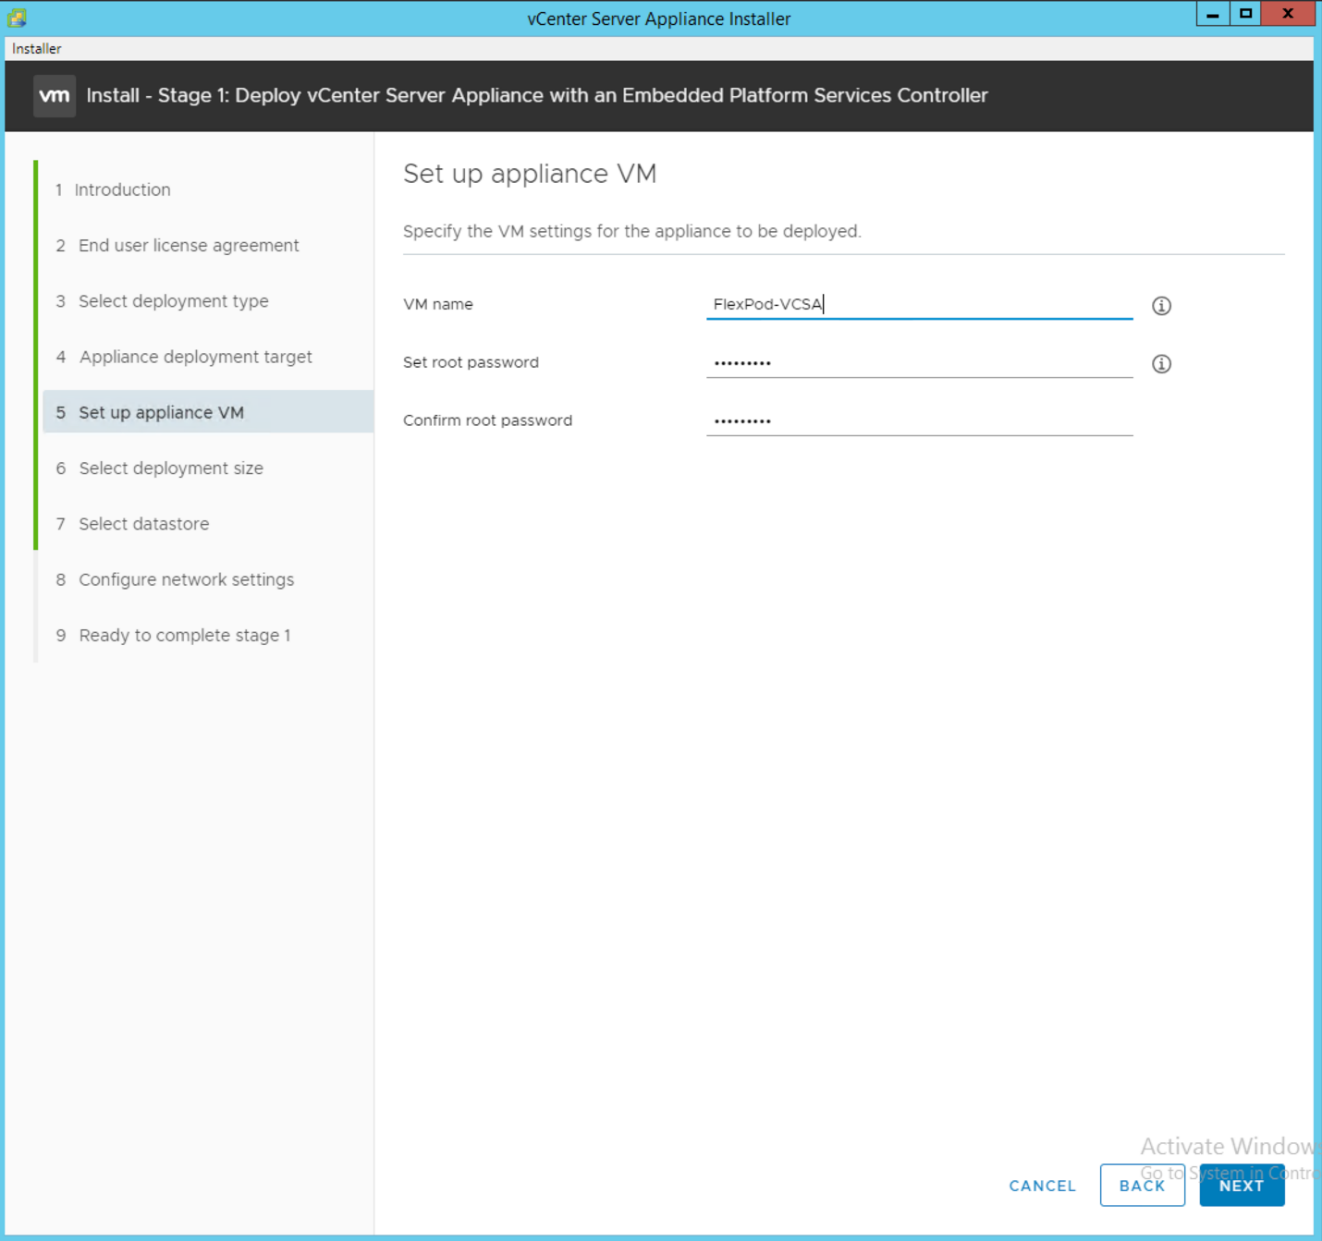 vCenter Server Appliance Installer
Installer
vm Install - Stage 1: Deploy vCenter Server Appliance with an Embedded Platform Services Controller
1 Introduction
2 End user license agreement
3 Select deployment type
4 Appliance deployment target
5 Set up appliance VM
6 Select deployment size
7 Select datastore
8 Configure network settings
9 Ready to complete stage 1
Set up appliance VM
Specify the VM settings for the appliance to be deployed.
VM name FlexPod-VCSA
Set root password •••••••••
Confirm root password •••••••••
Activate Window
Go to System in Contro
CANCEL BACK NEXT